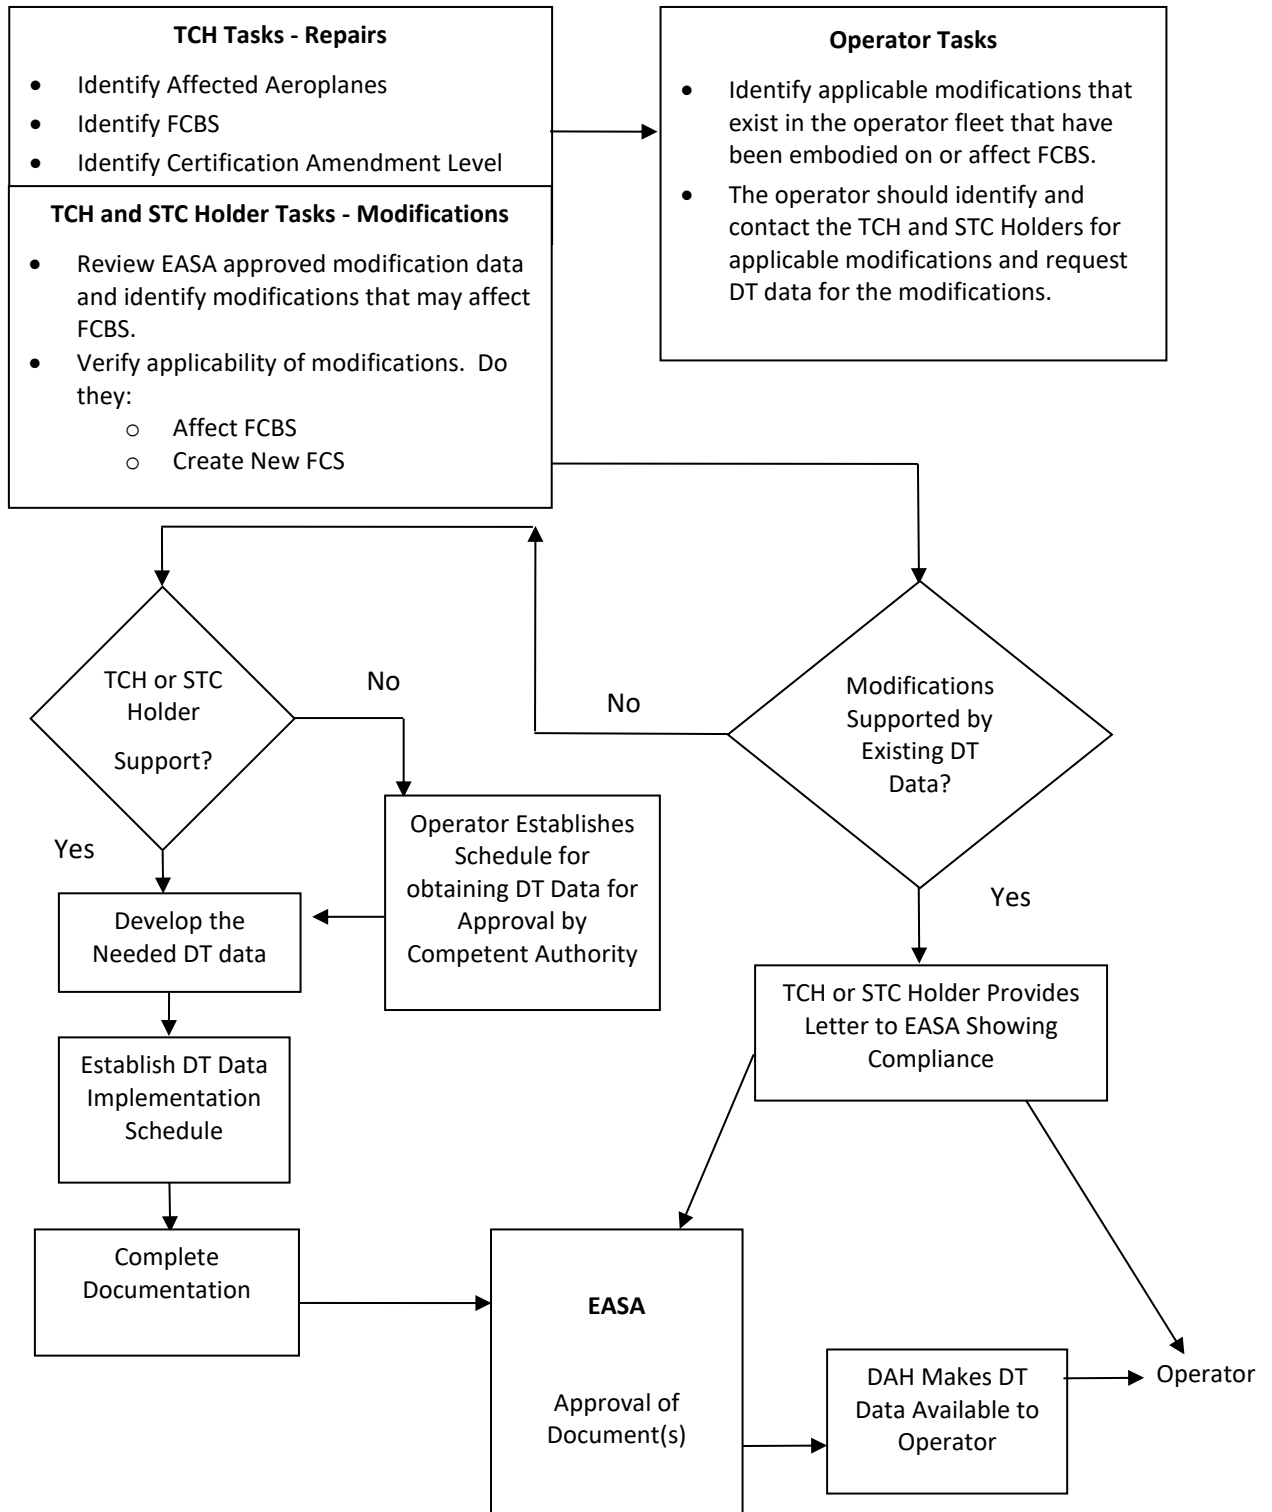 TCH Tasks - Repairs
• Identify Affected Aeroplanes
• Identify FCBS
• Identify Certification Amendment Level
Operator Tasks
• Identify applicable modifications that
exist in the operator fleet that have
been embodied on or affect FCBS.
• The operator should identify and
contact the TCH and STC Holders for
applicable modifications and request
DT data for the modifications.
TCH and STC Holder Tasks - Modifications
• Review EASA approved modification data
and identify modifications that may affect
FCBS.
• Verify applicability of modifications. Do
they:
o Affect FCBS
o Create New FCS
TCH or STC
Holder
Support?
No
Yes
No
Modifications
Supported by
Existing DT
Data?
Yes
Operator Establishes
Schedule for
obtaining DT Data for
Approval by
Competent Authority
Develop the
Needed DT data
TCH or STC Holder Provides
Letter to EASA Showing
Compliance
Establish DT Data
Implementation
Schedule
Complete
Documentation
EASA
Approval of
Document(s)
DAH Makes DT
Data Available to
Operator
Operator